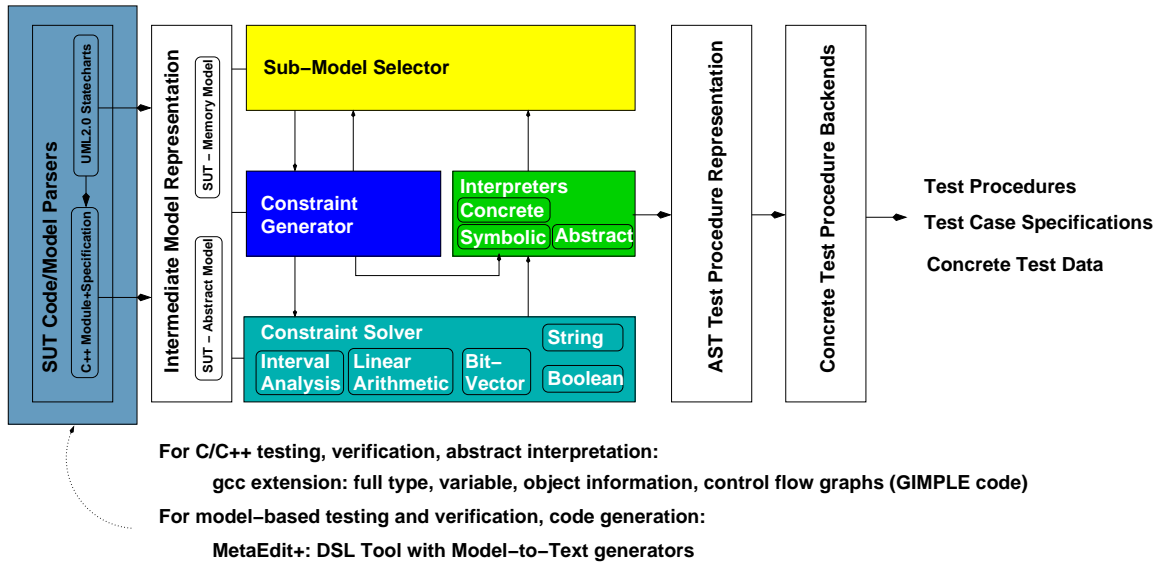 SUT Code/Model Parsers
UML2.0 Statecharts
C++ Module+Specification
Intermediate Model Representation
SUT − Memory Model
SUT − Abstract Model
Sub−Model Selector
Constraint
Generator
Interpreters
Concrete
Symbolic
Abstract
Constraint Solver
Interval
Analysis
Linear
Arithmetic
Bit−
Vector
String
Boolean
AST Test Procedure Representation
Concrete Test Procedure Backends
Test Procedures
Test Case Specifications
Concrete Test Data
For C/C++ testing, verification, abstract interpretation:
gcc extension: full type, variable, object information, control flow graphs (GIMPLE code)
For model−based testing and verification, code generation:
MetaEdit+: DSL Tool with Model−to−Text generators